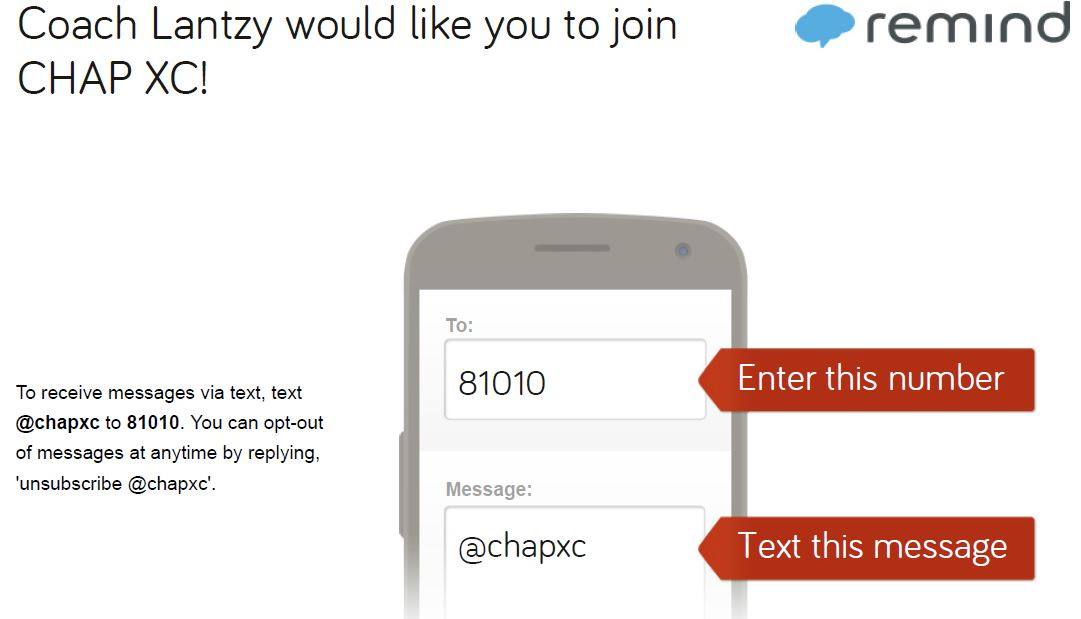 Coach Lantzy would like you to join
CHAP XC!
remind
To:
81010
Enter this number
To receive messages via text, text
@chapxc to 81010. You can opt-out
of messages at anytime by replying,
'unsubscribe @chapxc'.
Message:
@chapxc
Text this message